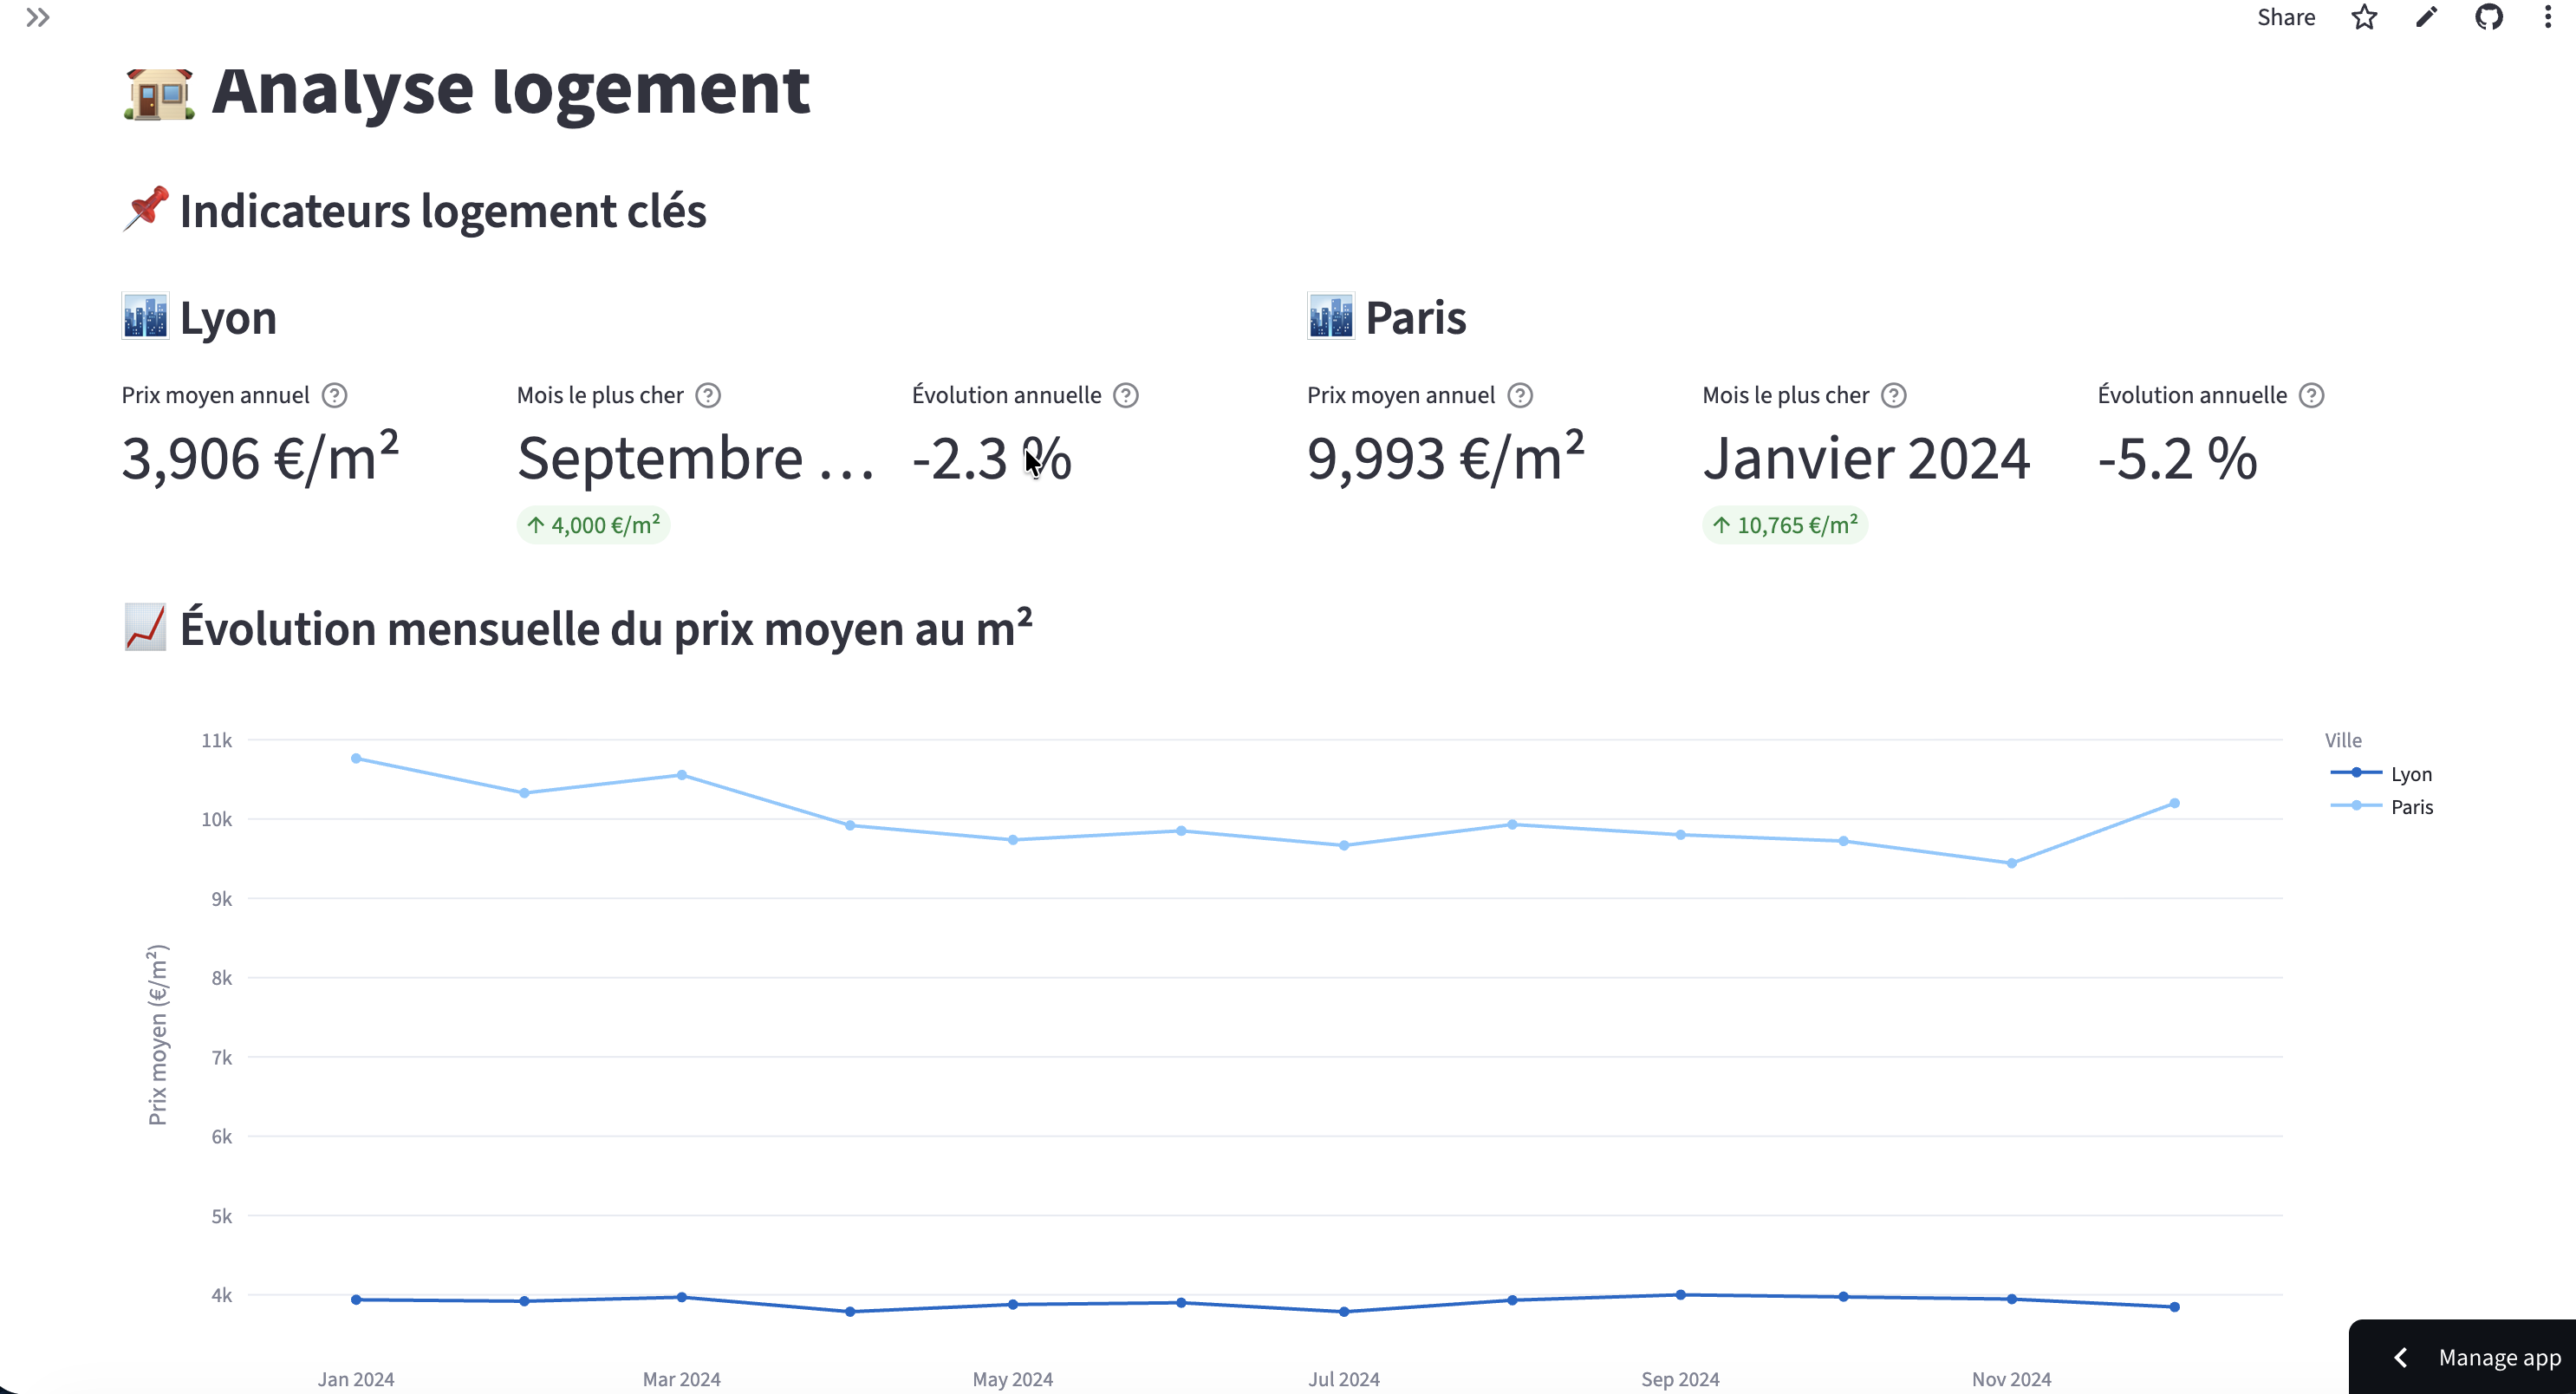 Share
Analyse logement
Indicateurs logement clés
Lyon
Prix moyen annuel
3,906 €/m²
Mois le plus cher
Septembre …
↑ 4,000 €/m²
Évolution annuelle
-2.3 %
Paris
Prix moyen annuel
9,993 €/m²
Mois le plus cher
Janvier 2024
↑ 10,765 €/m²
Évolution annuelle
-5.2 %
Évolution mensuelle du prix moyen au m²
Prix moyen (€/m²)
11k
10k
9k
8k
7k
6k
5k
4k
Jan 2024
Mar 2024
May 2024
Jul 2024
Sep 2024
Nov 2024
Ville
Lyon
Paris
Manage app